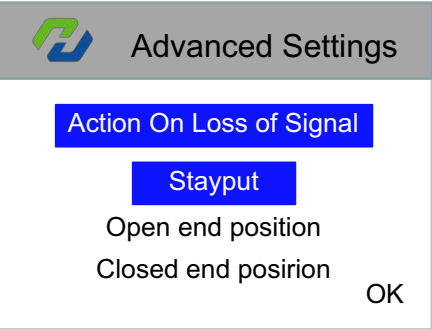 Advanced Settings
Action On Loss of Signal
Stayput
Open end position
Closed end posirion
OK